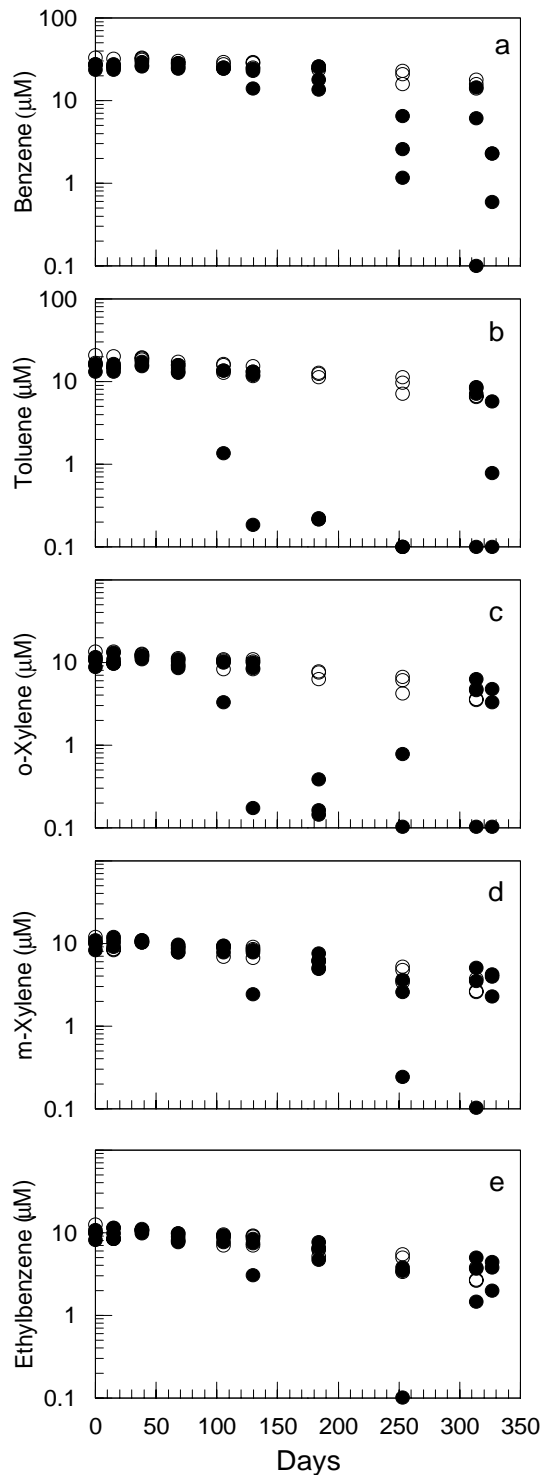 100
a
10
Benzene (µM)
1
0.1
100
b
10
Toluene (µM)
1
0.1
c
10
o-Xylene (µM)
1
0.1
d
10
m-Xylene (µM)
1
0.1
e
10
Ethylbenzene (µM)
1
0.1
0 50 100 150 200 250 300 350
Days